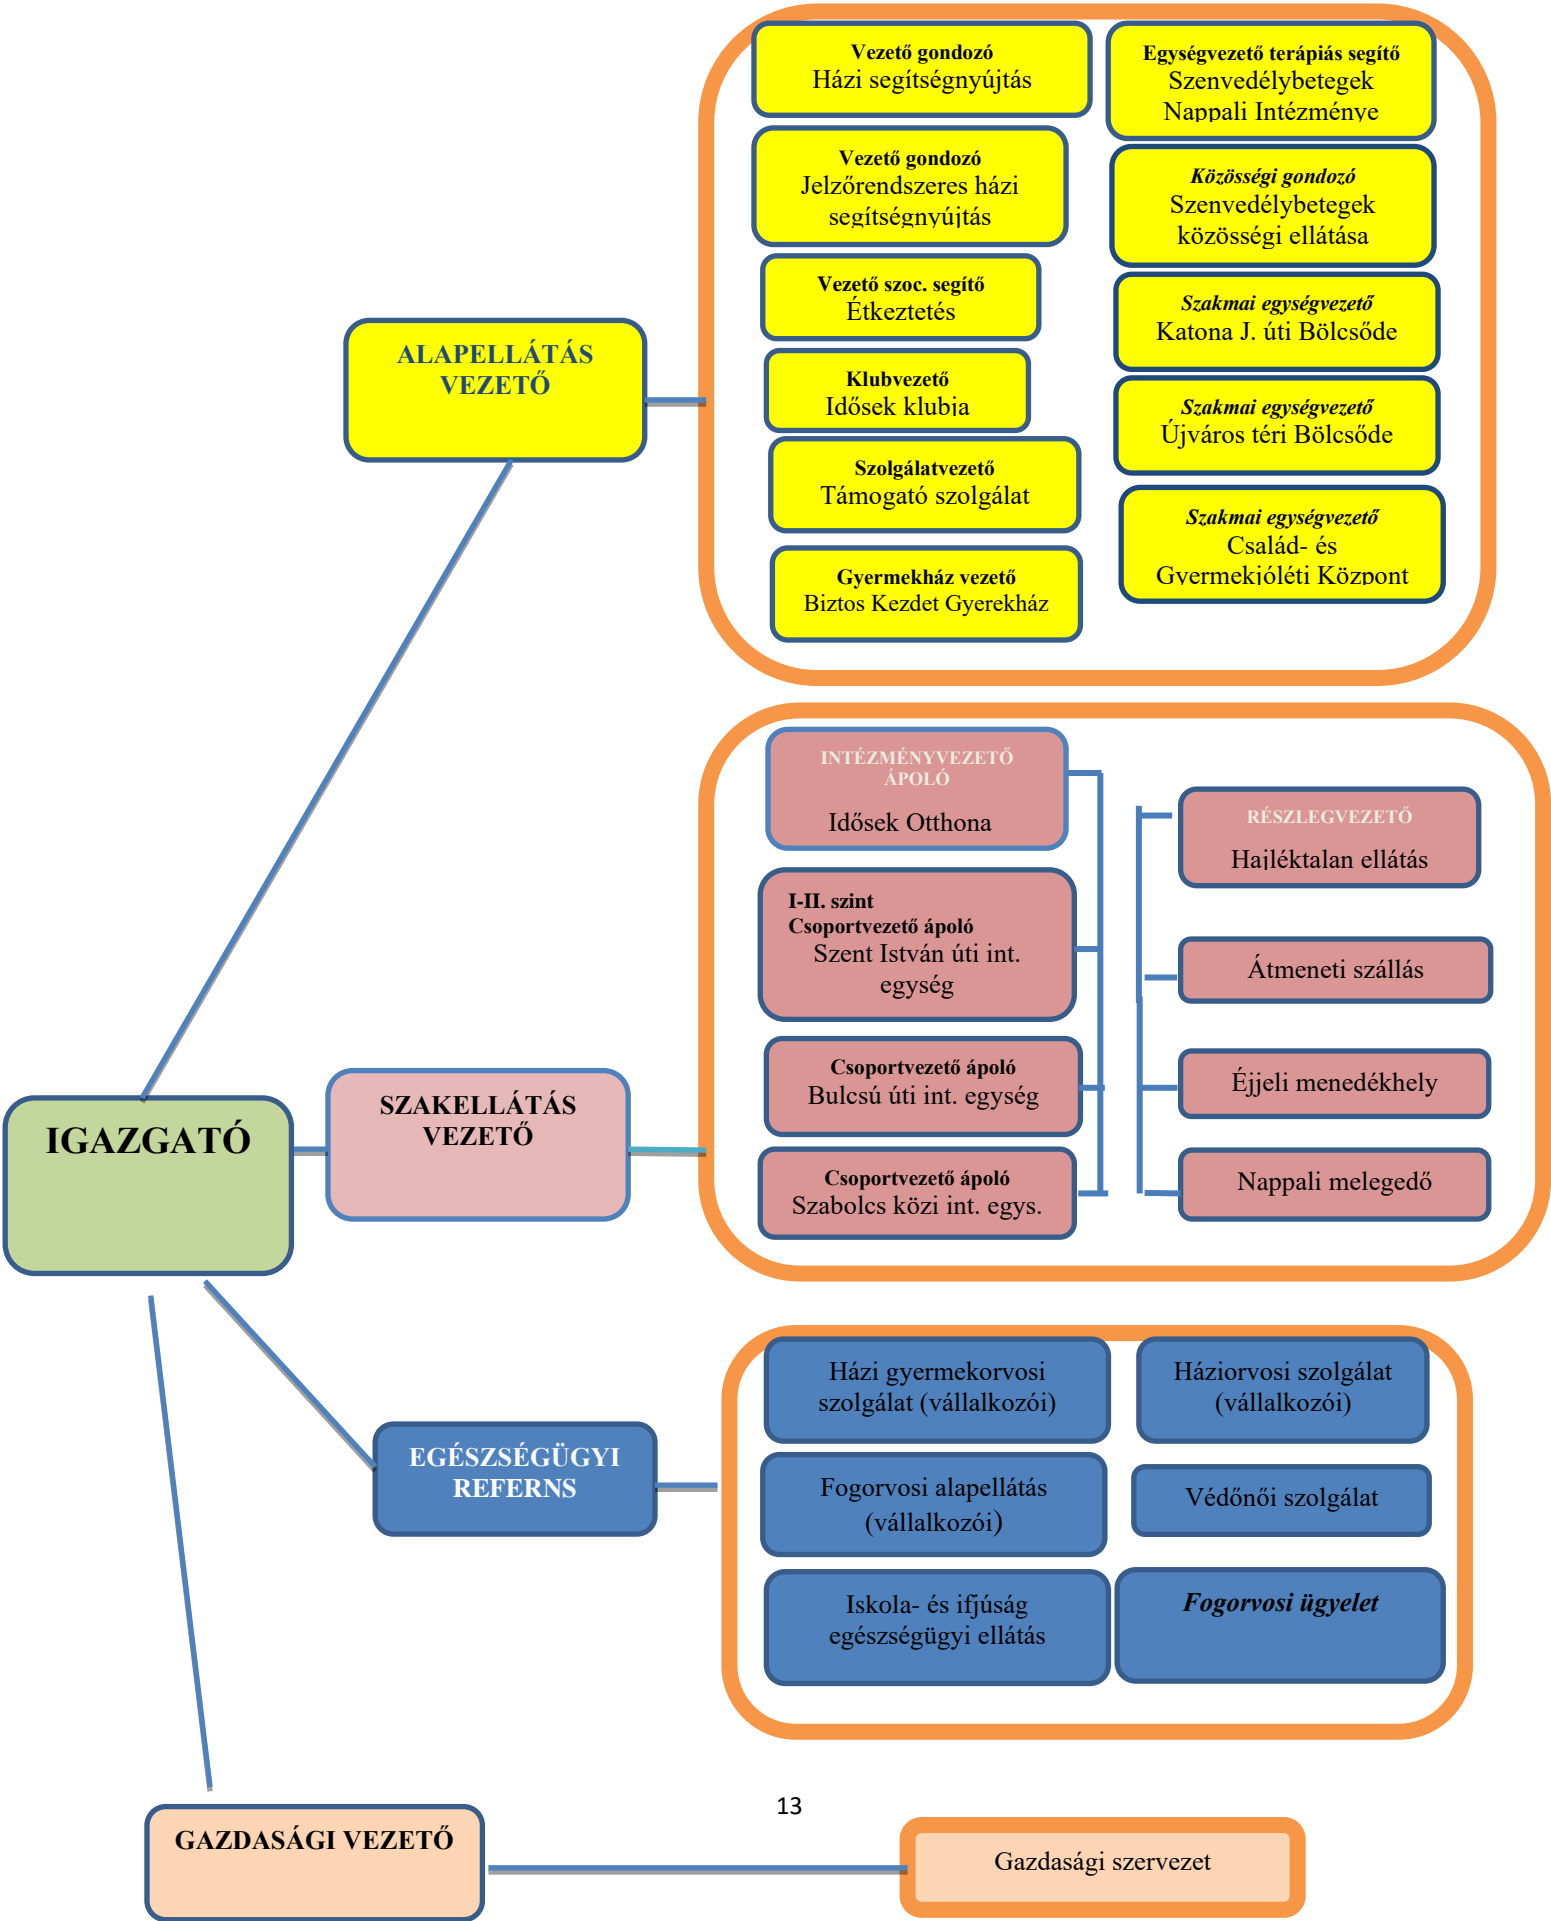 Vezető gondozó
Házi segítségnyújtás
Vezető gondozó
Jelzőrendszeres házi
segítségnyújtás
Vezető szoc. segítő
Étkeztetés
Klubvezető
Idősek klubja
Szolgálatvezető
Támogató szolgálat
Gyermekház vezető
Biztos Kezdet Gyerekház
Egységvezető terápiás segítő
Szenvedélybetegek
Nappali Intézménye
Közösségi gondozó
Szenvedélybetegek
közösségi ellátása
Szakmai egységvezető
Katona J. úti Bölcsőde
Szakmai egységvezető
Újváros téri Bölcsőde
Szakmai egységvezető
Család- és
Gyermekjóléti Központ
ALAPELLÁTÁS
VEZETŐ
INTÉZMÉNYVEZETŐ
ÁPOLÓ
Idősek Otthona
I-II. szint
Csoportvezető ápoló
Szent István úti int.
egység
Csoportvezető ápoló
Bulcsú úti int. egység
Csoportvezető ápoló
Szabolcs közi int. egys.
RÉSZLEGVEZETŐ
Hajléktalan ellátás
Átmeneti szállás
Éjjeli menedékhely
Nappali melegedő
IGAZGATÓ
SZAKELLÁTÁS
VEZETŐ
EGÉSZSÉGÜGYI
REFERNS
Házi gyermekorvosi
szolgálat (vállalkozói)
Háziorvosi szolgálat
(vállalkozói)
Fogorvosi alapellátás
(vállalkozói)
Védőnői szolgálat
Iskola- és ifjúság
egészségügyi ellátás
Fogorvosi ügyelet
13
GAZDASÁGI VEZETŐ
Gazdasági szervezet